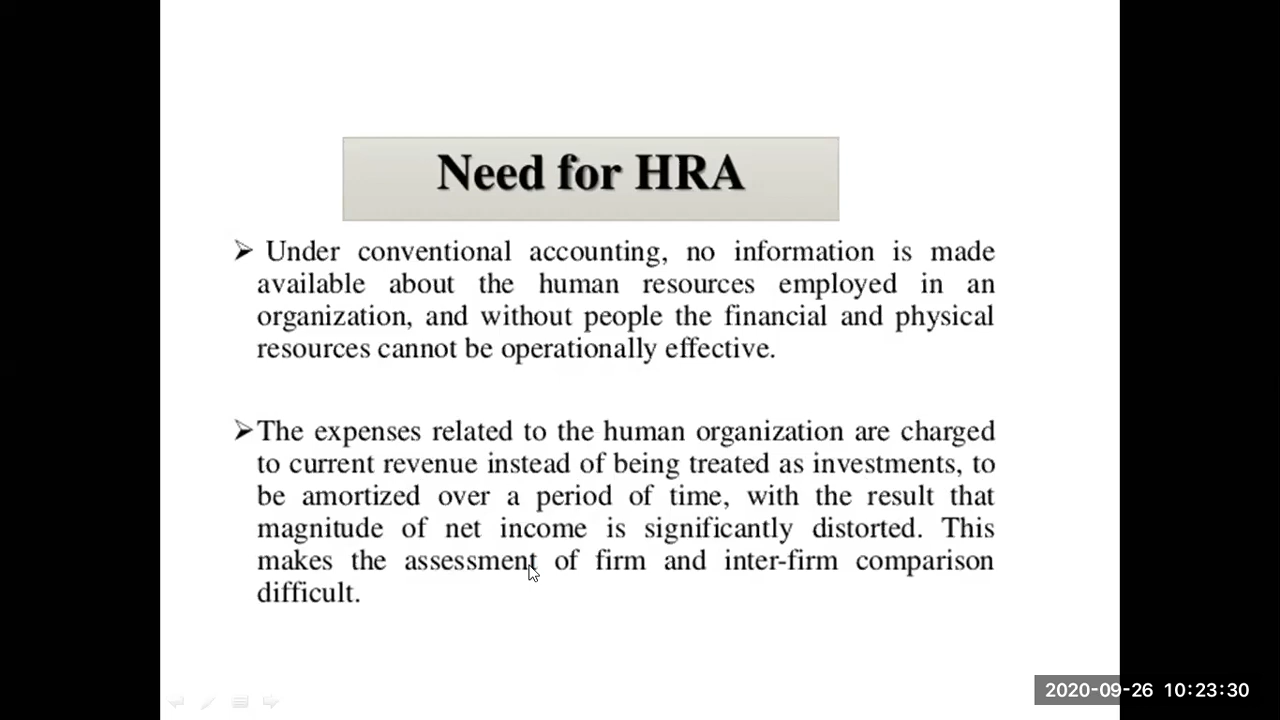 Need for HRA
➢ Under conventional accounting, no information is made
available about the human resources employed in an
organization, and without people the financial and physical
resources cannot be operationally effective.
➢The expenses related to the human organization are charged
to current revenue instead of being treated as investments, to
be amortized over a period of time, with the result that
magnitude of net income is significantly distorted. This
makes the assessment of firm and inter-firm comparison
difficult.
2020-09-26 10:23:30